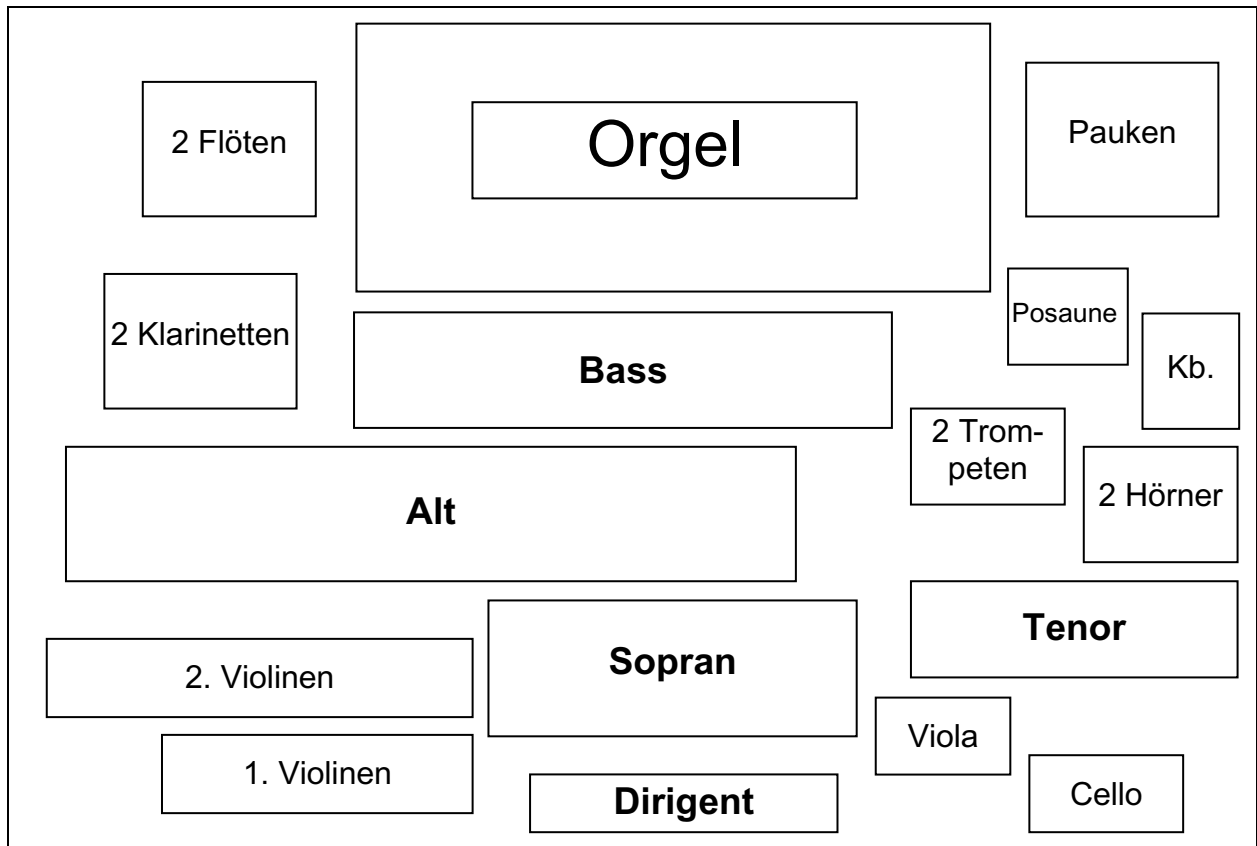 2 Flöten
Orgel
Pauken
2 Klarinetten
Bass
Posaune
Kb.
Alt
2 Trom-
peten
2 Hörner
Sopran
Tenor
2. Violinen
1. Violinen
Viola
Dirigent
Cello